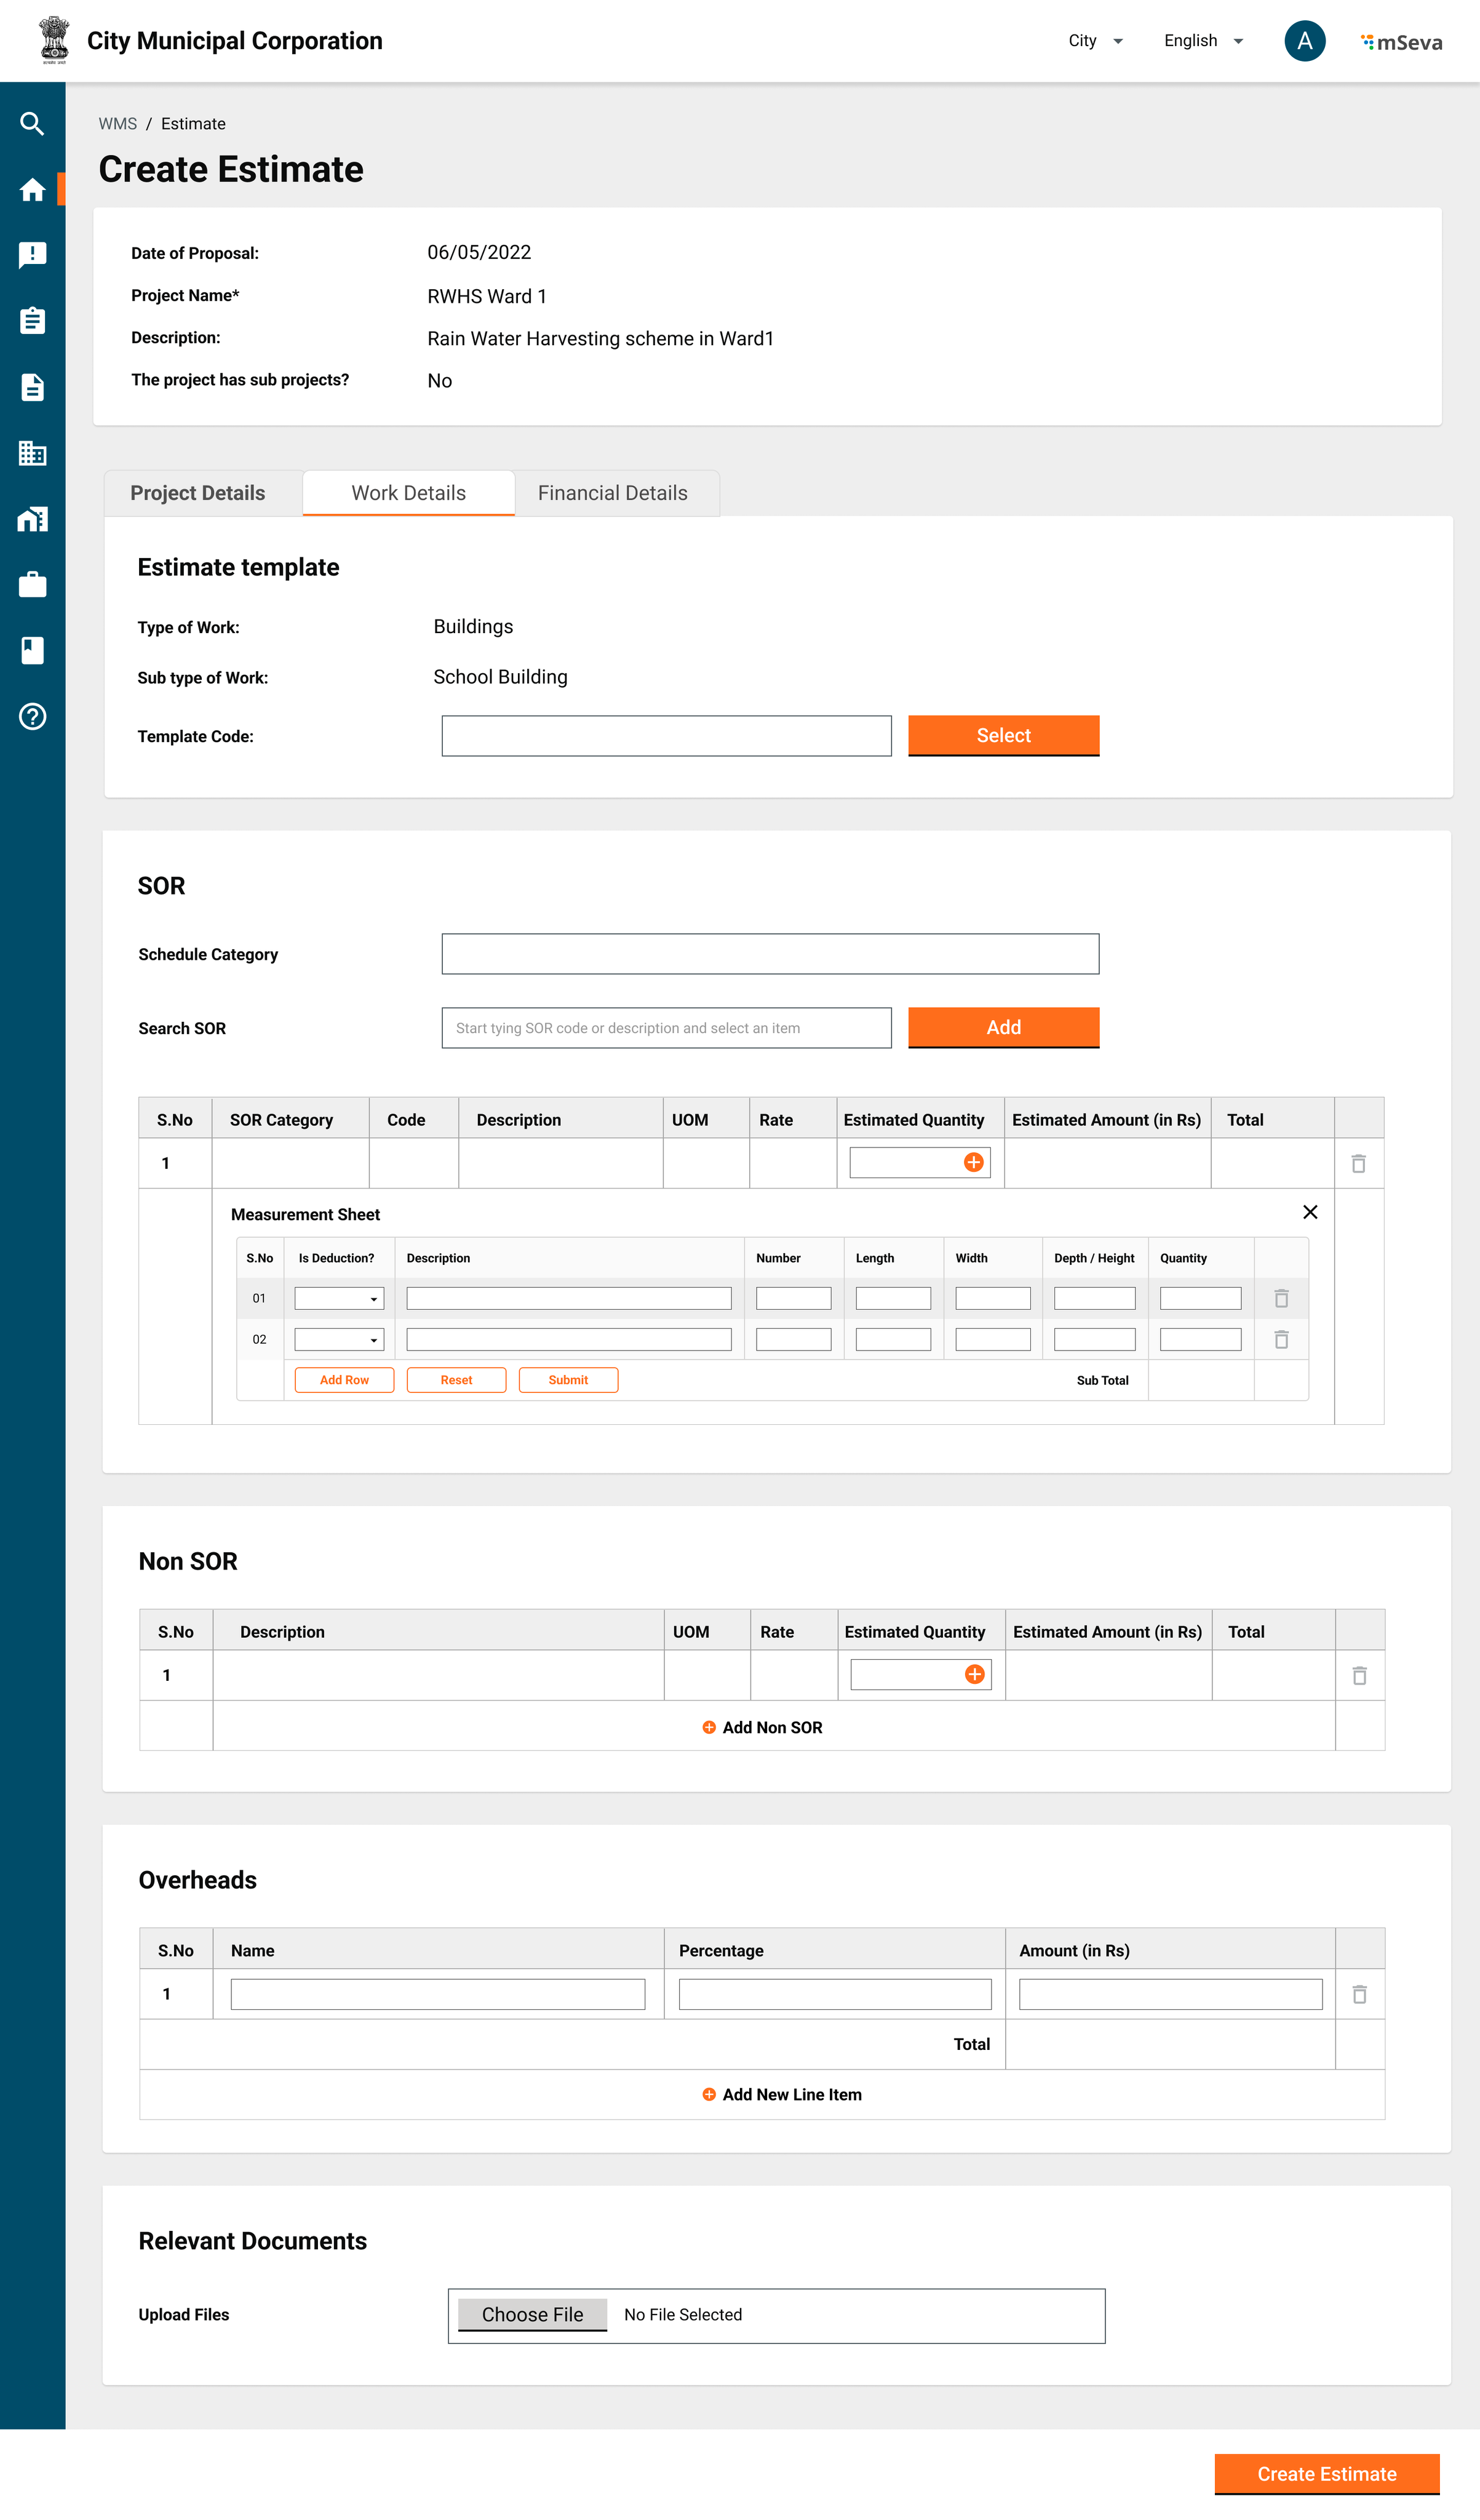 City Municipal Corporation
City
English
A
mSeva
WMS / Estimate
Create Estimate
Date of Proposal: 06/05/2022
Project Name* RWHS Ward 1
Description: Rain Water Harvesting scheme in Ward1
The project has sub projects? No
Project Details Work Details Financial Details
Estimate template
Type of Work: Buildings
Sub type of Work: School Building
Template Code: Select
SOR
Schedule Category
Search SOR Start tying SOR code or description and select an item Add
S.No SOR Category Code Description UOM Rate Estimated Quantity Estimated Amount (in Rs) Total
1
Measurement Sheet
S.No Is Deduction? Description Number Length Width Depth / Height Quantity
01
02
Add Row Reset Submit Sub Total
Non SOR
S.No Description UOM Rate Estimated Quantity Estimated Amount (in Rs) Total
1
Add Non SOR
Overheads
S.No Name Percentage Amount (in Rs)
1
Total
Add New Line Item
Relevant Documents
Upload Files Choose File No File Selected
Create Estimate